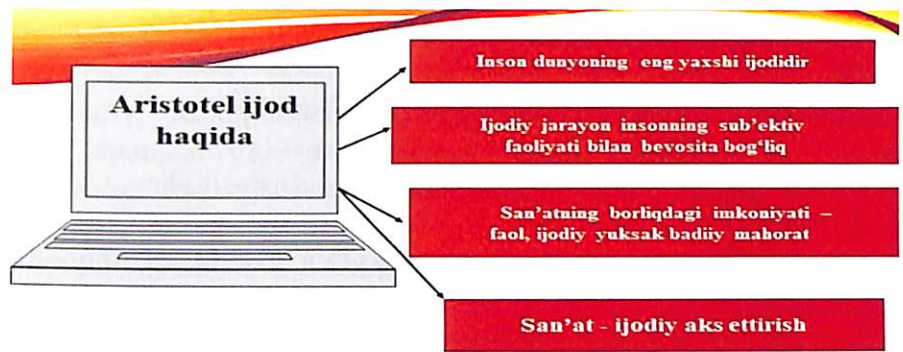 Aristotel ijod
haqida
Inson dunyoning eng yaxshi ijodidir
Ijodiy jarayon insonning sub’ektiv
faoliyati bilan bevosita bog‘liq
San’atning borliqdagi imkoniyati –
faol, ijodiy yuksak badiiy mahorat
San’at - ijodiy aks ettirish